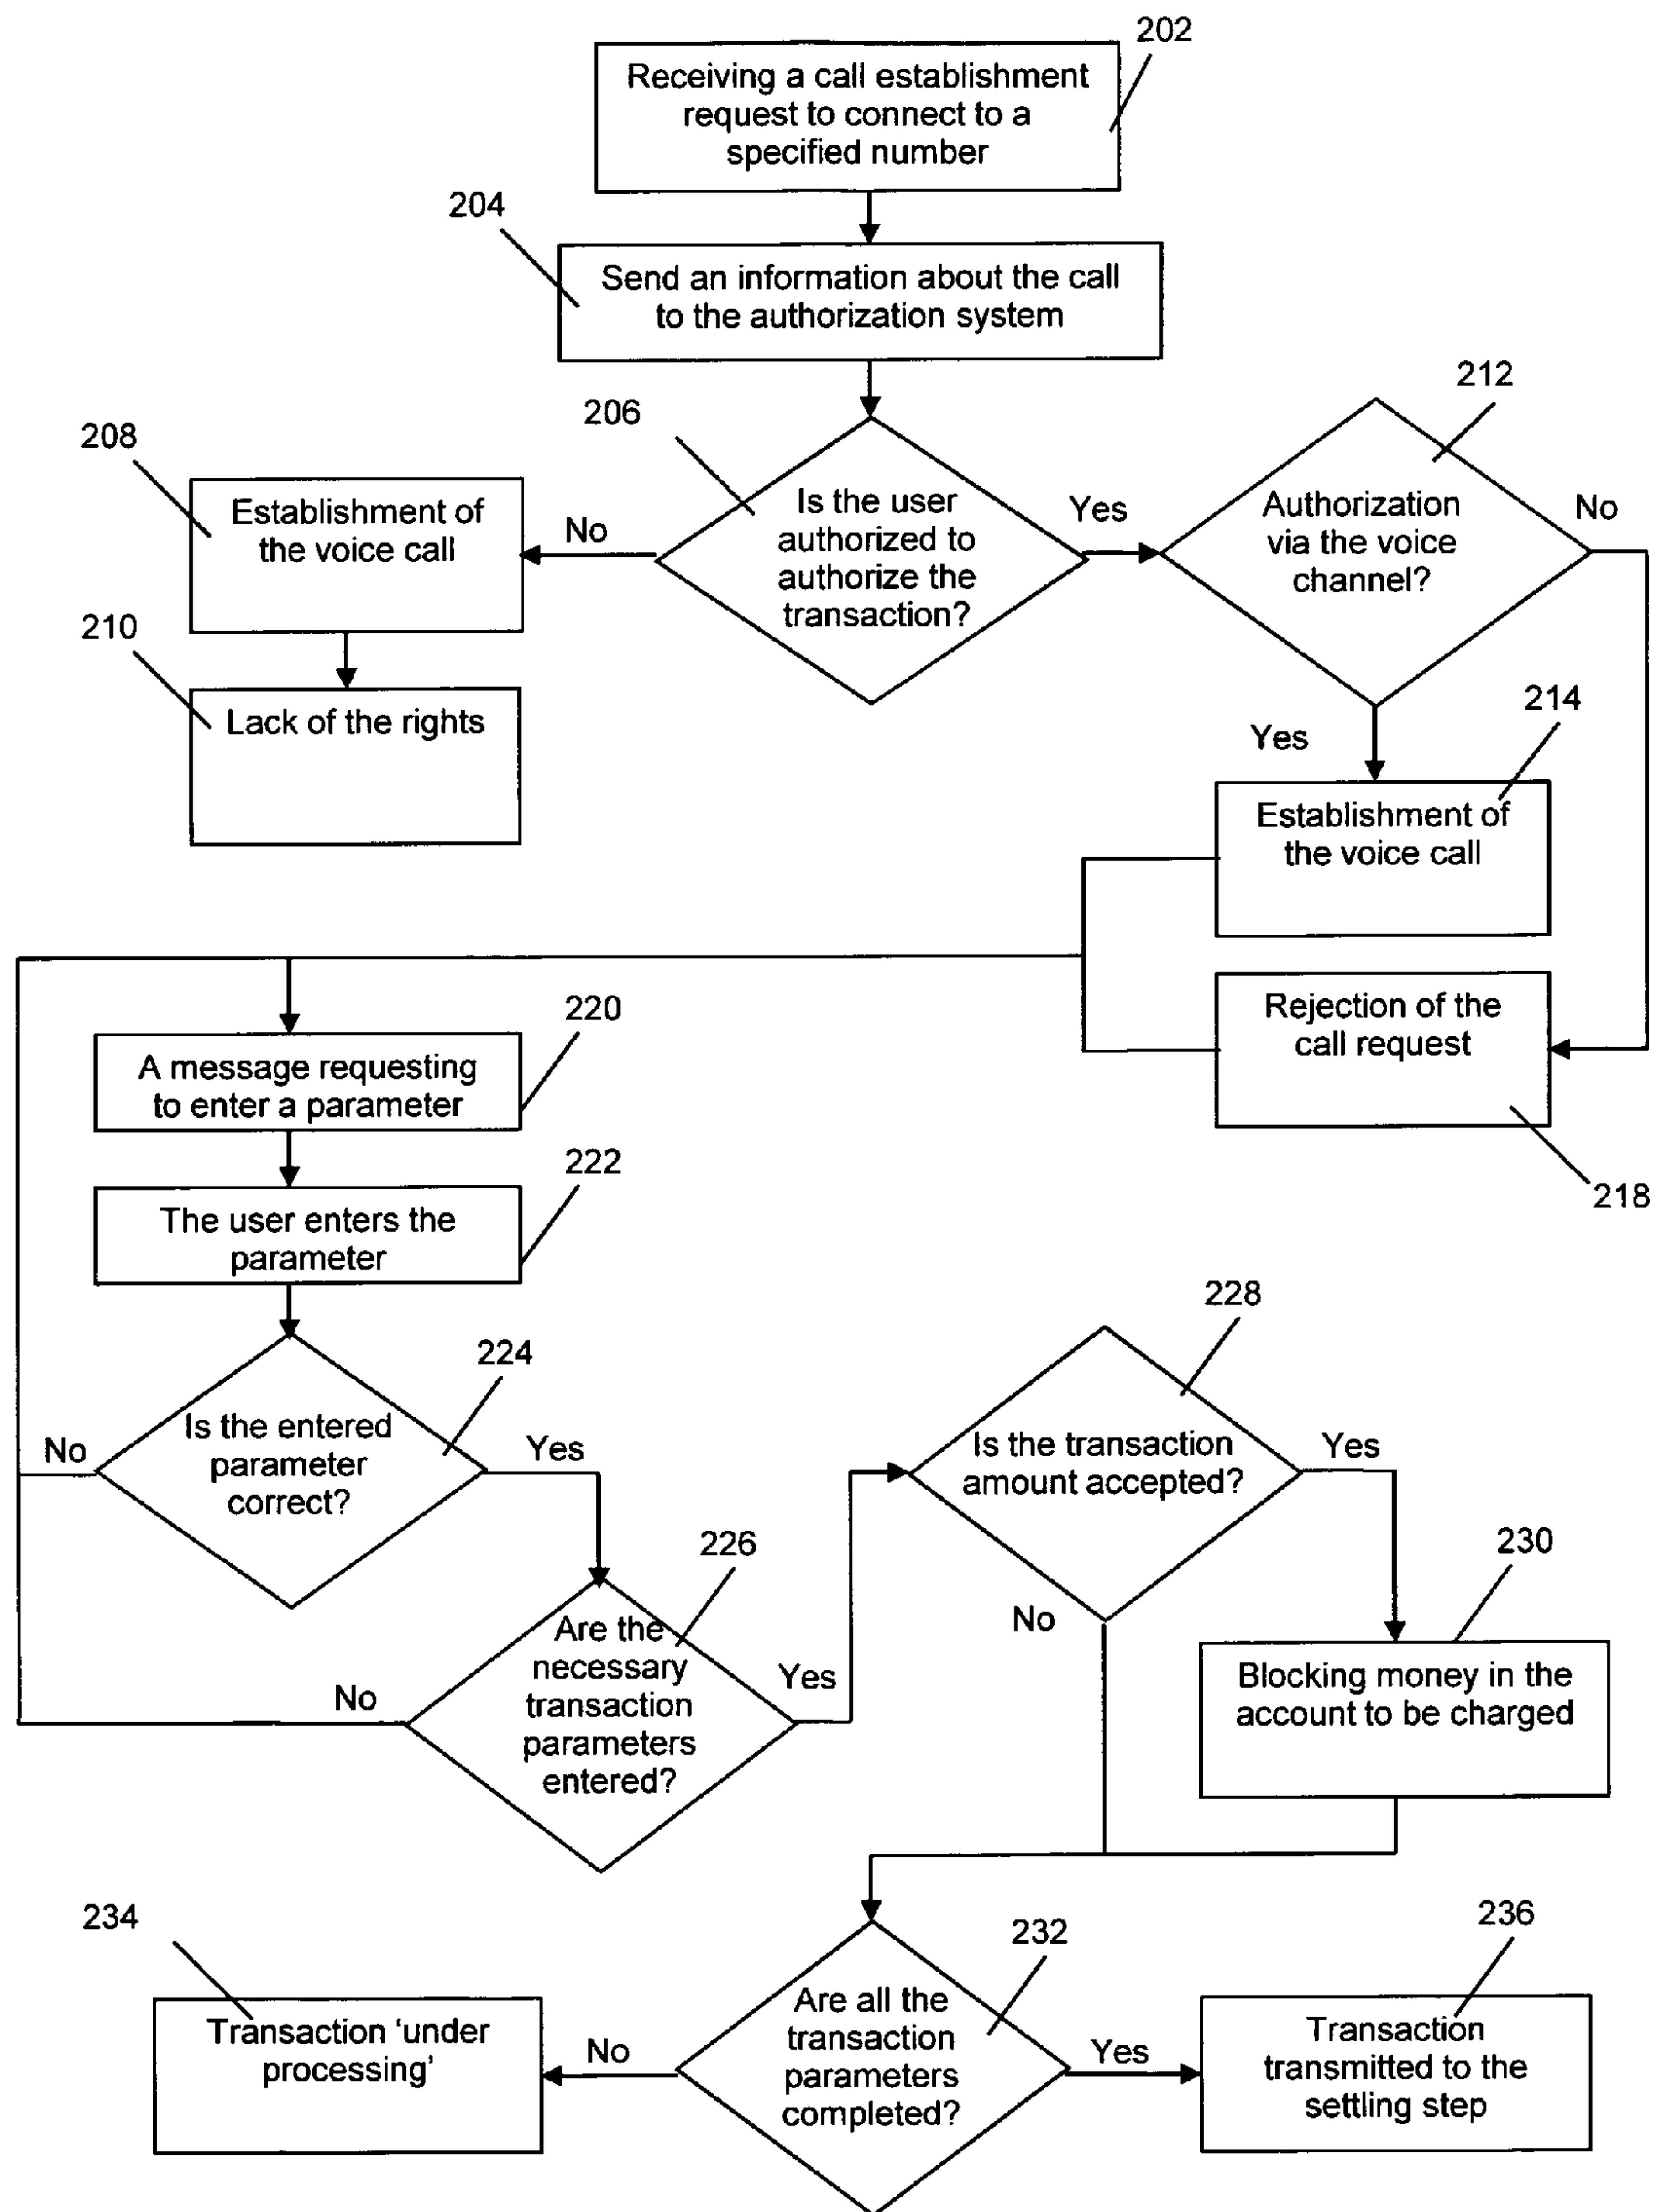 202
Receiving a call establishment
request to connect to a
specified number
204
Send an information about the call
to the authorization system
206
Is the user
authorized to
authorize the
transaction?
No
Yes
208
Establishment of
the voice call
210
Lack of the rights
212
Authorization
via the voice
channel?
No
Yes
214
Establishment of
the voice call
Rejection of the
call request
218
220
A message requesting
to enter a parameter
222
The user enters the
parameter
224
Is the entered
parameter
correct?
No
Yes
226
Are the
necessary
transaction
parameters
entered?
No
Yes
228
Is the transaction
amount accepted?
Yes
No
230
Blocking money in the
account to be charged
232
Are all the
transaction
parameters
completed?
No
Yes
234
Transaction ‘under
processing’
236
Transaction
transmitted to the
settling step